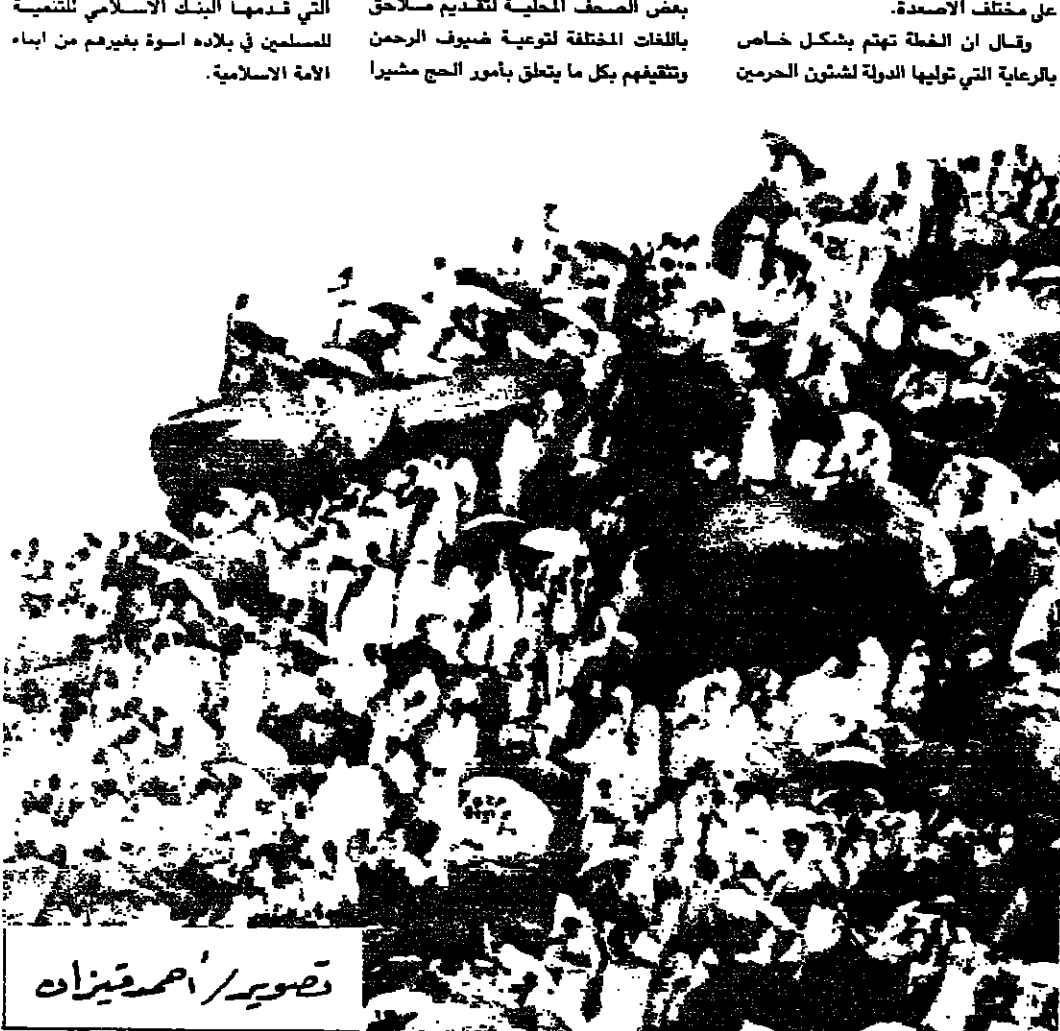 على مختلف الاصعدة.
وقال ان الخطة تهتم بشكل خاص
بالرعاية التي توليها الدولة لشئون الحرمين
بعض الصحف المحلية لتقديم ملاحق
باللغات المختلفة لتوعية ضيوف الرحمن
وتثقيفهم بكل ما يتعلق بأمور الحج مشيرا
التي قدمها البنك الاسلامي للتنمية
للمسلمين في بلاده اسوة بغيرهم من ابناء
الأمة الاسلامية.
تصوير/أحمد قيزان